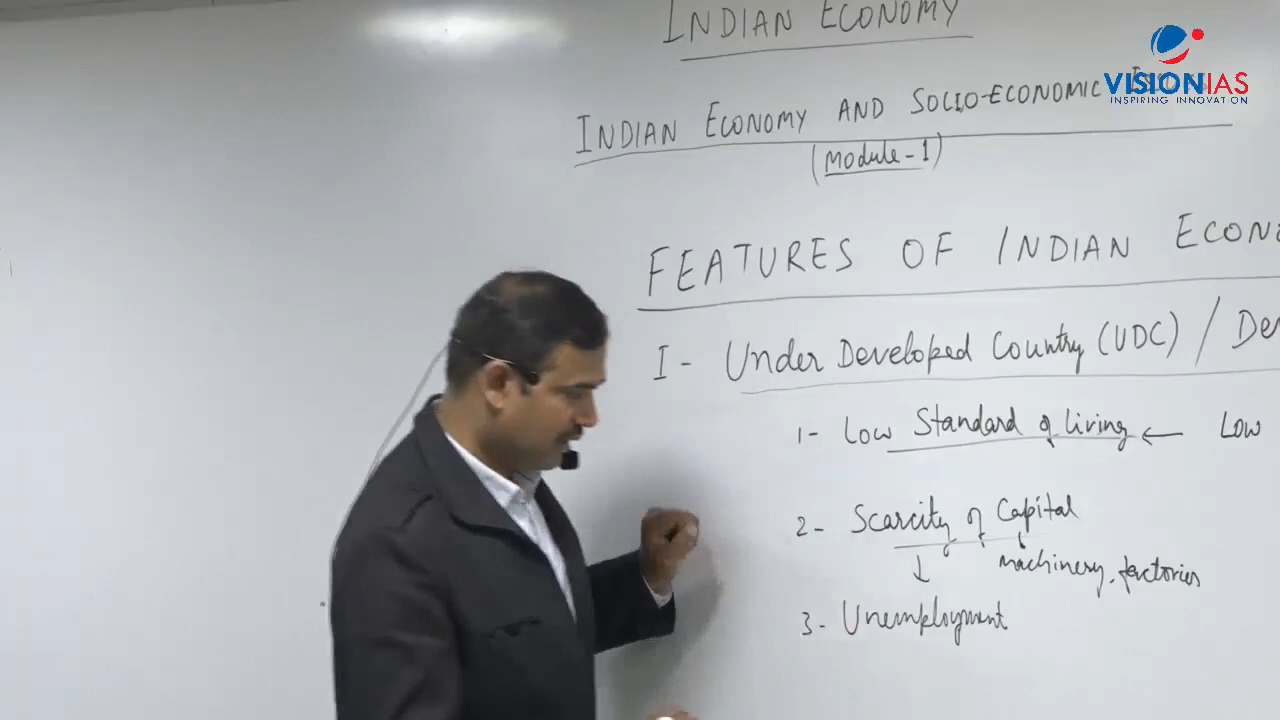 INDIAN ECONOMY
VISIONIAS
INSPIRING INNOVATION
INDIAN ECONOMY AND SOCIO-ECONOMIC
(Module-1)
FEATURES OF INDIAN ECON
I - Under Developed Country (UDC) / De
1- Low Standard of living ← Low
2- Scarcity of Capital
↓ machinery, factories
3- Unemployment